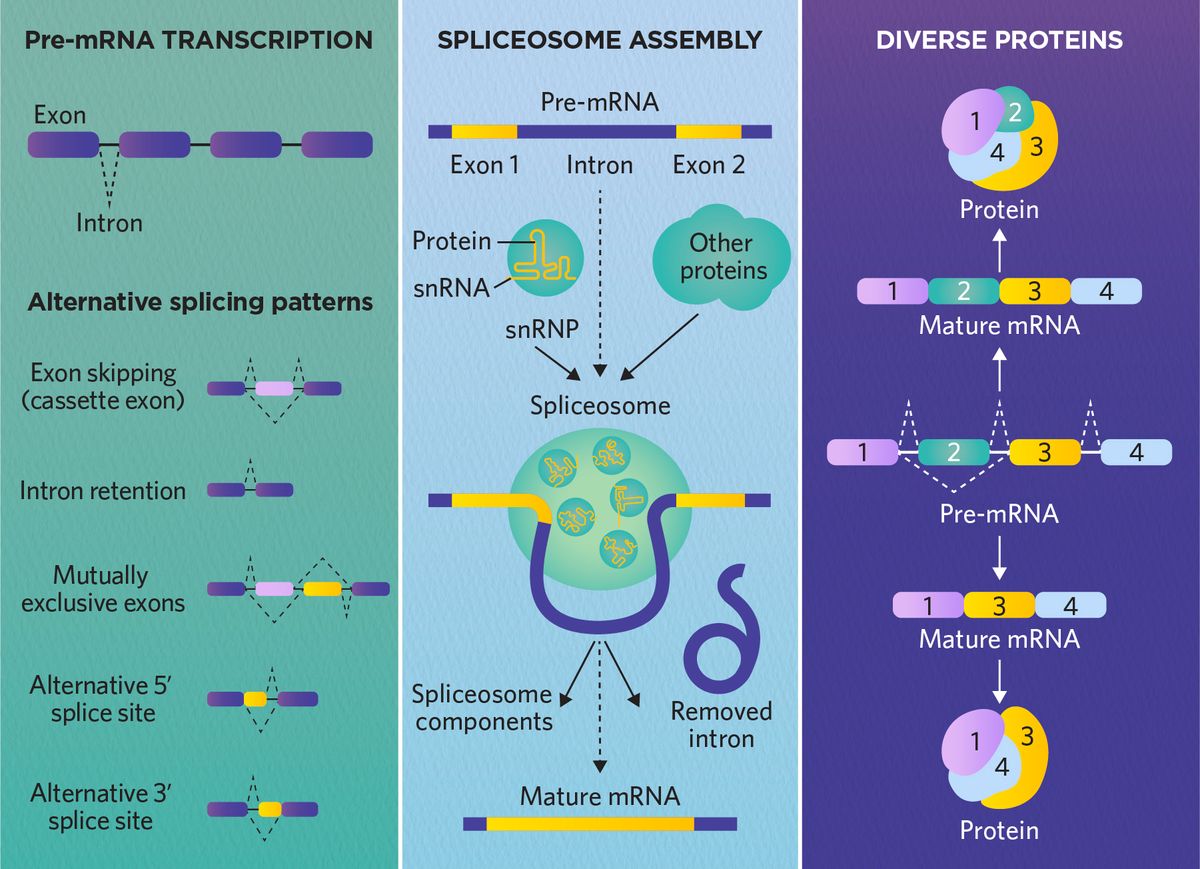 Pre-mRNA TRANSCRIPTION
Exon
Intron
Alternative splicing patterns
Exon skipping
(cassette exon)
Intron retention
Mutually
exclusive exons
Alternative 5′
splice site
Alternative 3′
splice site
SPLICEOSOME ASSEMBLY
Pre-mRNA
Exon 1 Intron Exon 2
Protein
snRNA
snRNP
Other
proteins
Spliceosome
Spliceosome
components
Removed
intron
Mature mRNA
DIVERSE PROTEINS
1 2 3 4
Protein
1 2 3 4
Mature mRNA
1 2 3 4
Pre-mRNA
1 3 4
Mature mRNA
1 3 4
Protein